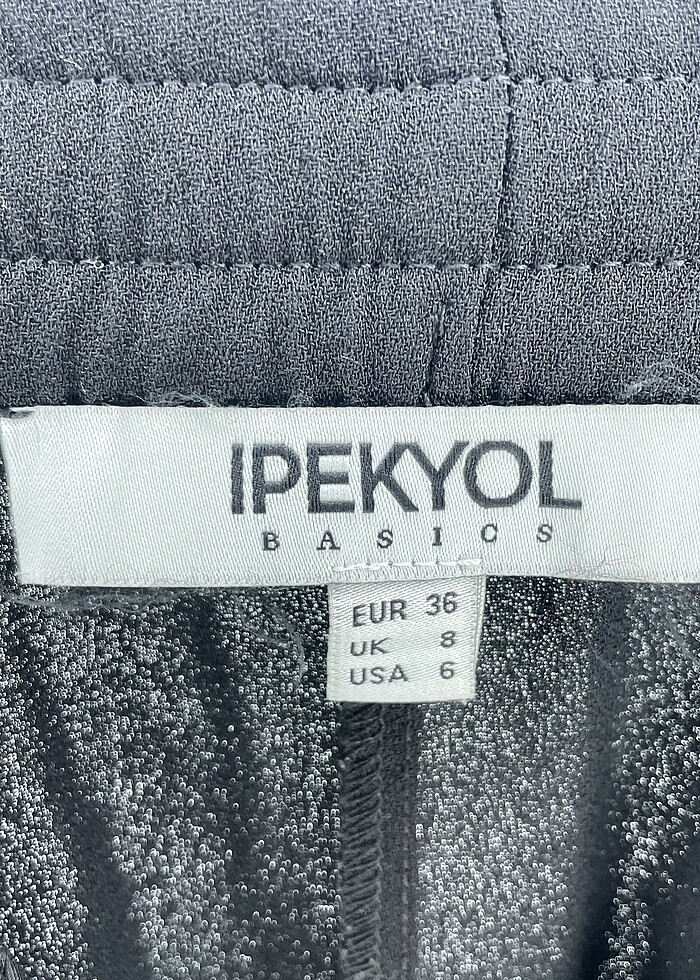 IPEKYOL
BASICS
EUR 36
UK 8
USA 6